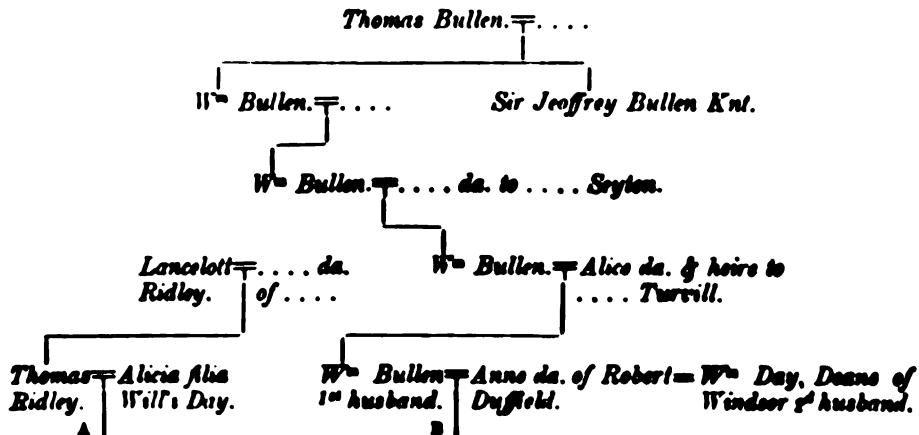 Thomas Bullen. = . . . .
Wm Bullen. = . . . . Sir Jeoffrey Bullen Knt.
Wm Bullen. = . . . . da. to . . . . Seyton.
Lancelott = . . . . da. Wm Bullen. = Alice da. & heire to
Ridley. of . . . . . . . . Turvill.
Thomas = Alicia filia Wm Bullen = Anne da. of Robert = Wm Day, Deane of
Ridley. Will's Day. 1st husband. Duffield. Windsor 2d husband.
A B